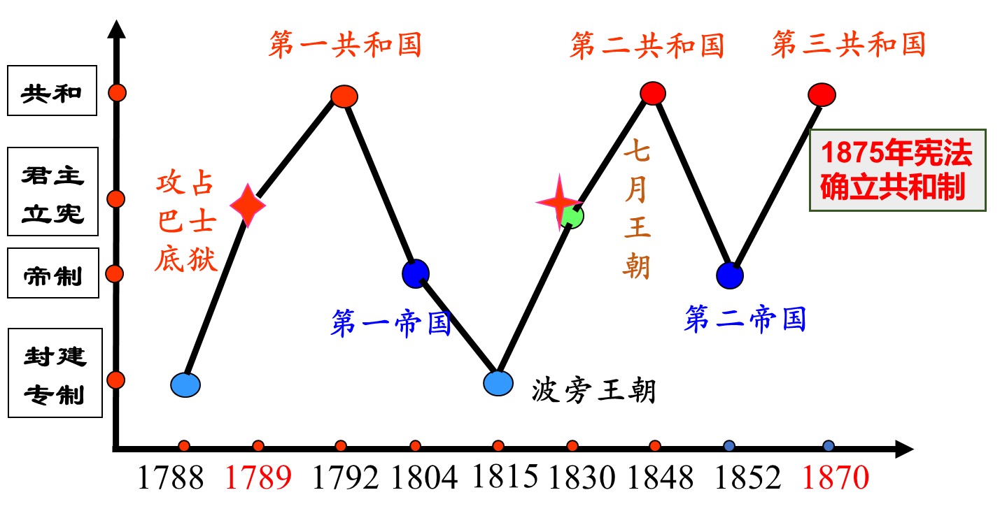 第一共和国
第二共和国
第三共和国
共和
君主
立宪
帝制
封建
专制
攻占
巴士
底狱
七
月
王
朝
1875年宪法
确立共和制
第一帝国
第二帝国
波旁王朝
1788
1789
1792
1804
1815
1830
1848
1852
1870